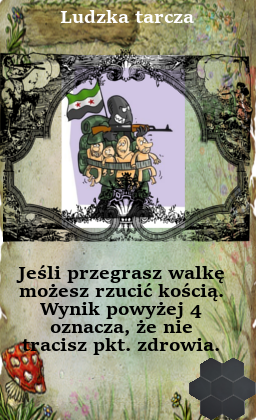 Ludzka tarcza
Jeśli przegrasz walkę
możesz rzucić kością.
Wynik powyżej 4
oznacza, że nie
tracisz pkt. zdrowia.